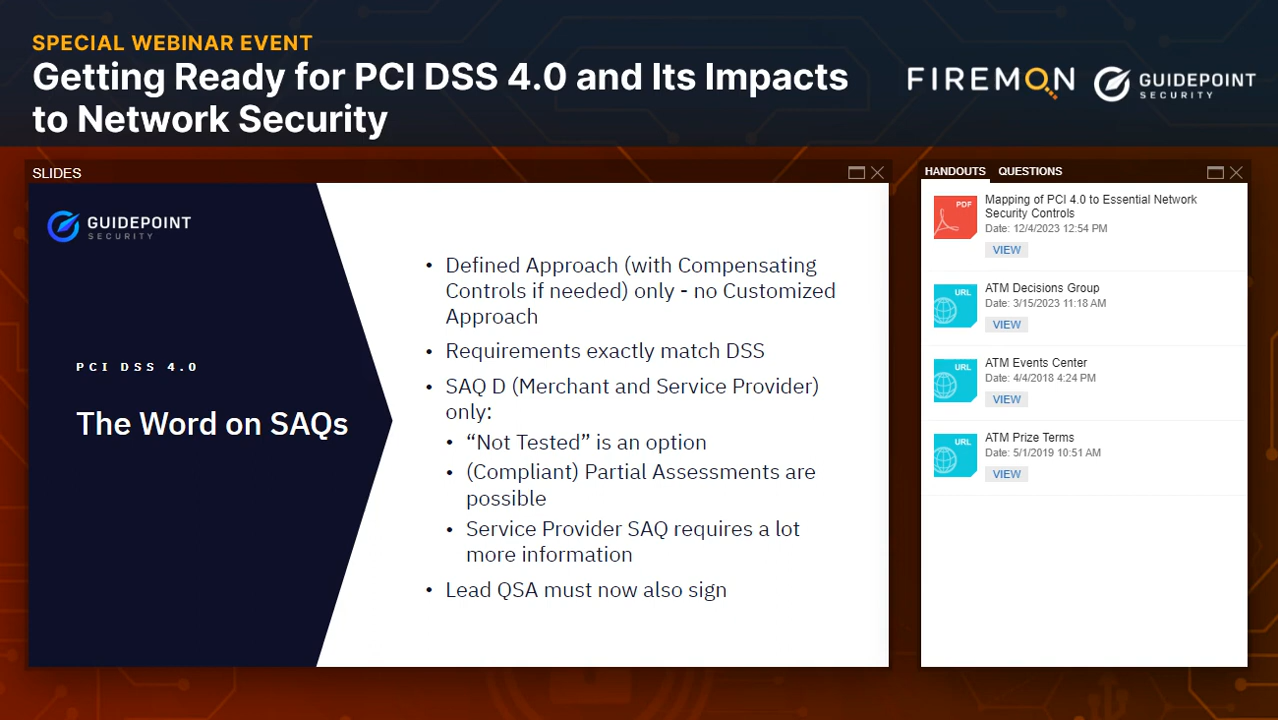 SPECIAL WEBINAR EVENT
Getting Ready for PCI DSS 4.0 and Its Impacts
to Network Security
FIREMON
GUIDEPOINT
SECURITY
SLIDES
GUIDEPOINT
SECURITY
PCI DSS 4.0
The Word on SAQs
• Defined Approach (with Compensating
Controls if needed) only - no Customized
Approach
• Requirements exactly match DSS
• SAQ D (Merchant and Service Provider)
only:
• “Not Tested” is an option
• (Compliant) Partial Assessments are
possible
• Service Provider SAQ requires a lot
more information
• Lead QSA must now also sign
HANDOUTS QUESTIONS
PDF
Mapping of PCI 4.0 to Essential Network
Security Controls
Date: 12/4/2023 12:54 PM
VIEW
URL
ATM Decisions Group
Date: 3/15/2023 11:18 AM
VIEW
URL
ATM Events Center
Date: 4/4/2018 4:24 PM
VIEW
URL
ATM Prize Terms
Date: 5/1/2019 10:51 AM
VIEW